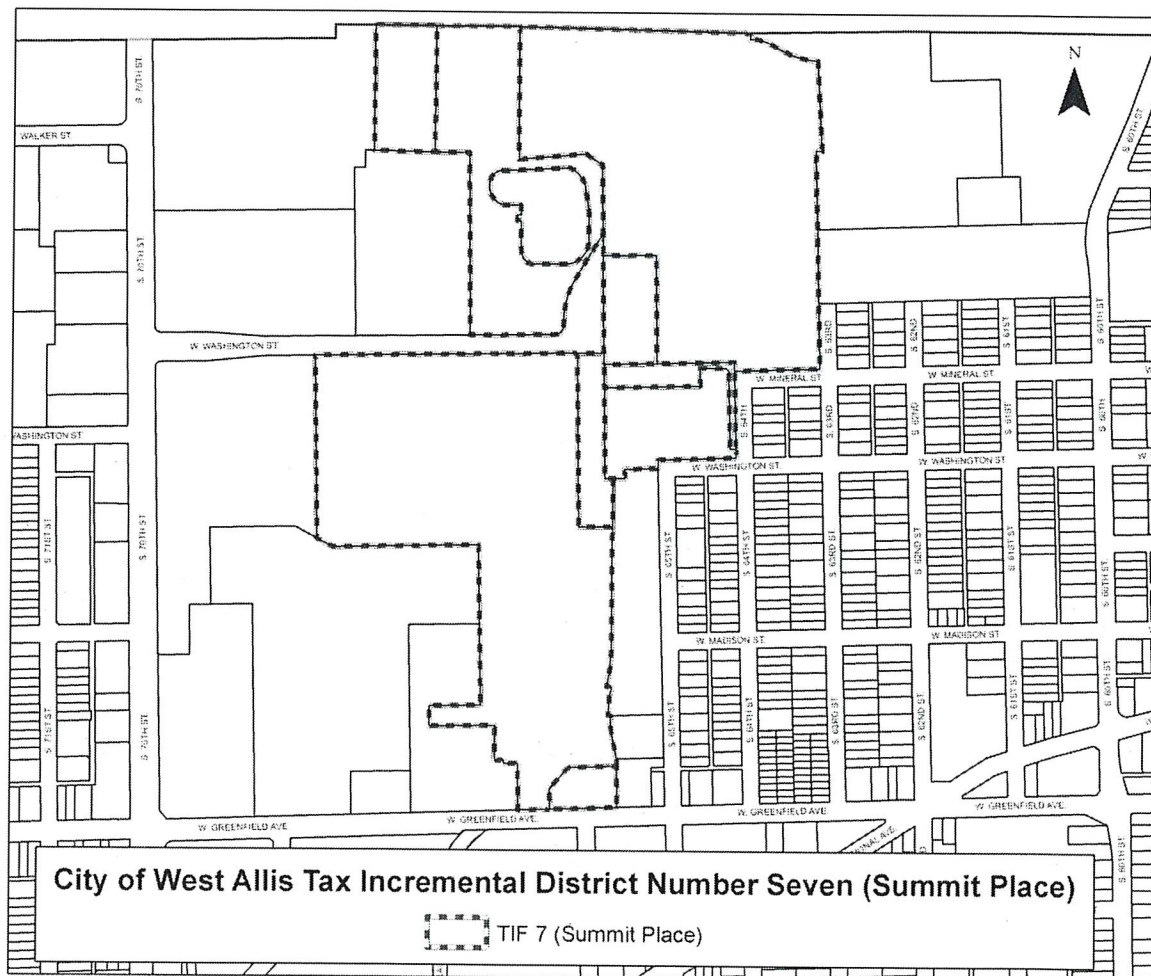 N
S. 70TH ST.
S. 60TH ST.
WALKER ST.
S. 70TH ST.
W. WASHINGTON ST.
S. 63RD
S. 62ND
S. 61ST
S. 60TH ST.
W. MINERAL ST.
W. MINERAL ST.
S. 64TH
S. 63RD
S. 62ND
S. 61ST
S. 60TH
WASHINGTON ST.
W. WASHINGTON ST.
W. WASHINGTON ST.
W.
S. 71ST ST.
S. 70TH ST.
S. 65TH ST.
S. 64TH ST.
S. 63RD ST.
S. 62ND ST.
S. 61ST ST.
S. 60TH ST.
W. MADISON ST.
W. MADISON ST.
S. 71ST ST.
S. 70TH ST.
S. 65TH ST.
S. 64TH ST.
S. 63RD ST.
S. 62ND ST.
S. 61ST ST.
S. 60TH ST.
W. GREENFIELD AVE.
W. GREENFIELD AVE.
W. GREENFIELD AVE.
W. GREENFIELD AVE.
S. 60TH ST.
City of West Allis Tax Incremental District Number Seven (Summit Place)
TIF 7 (Summit Place)